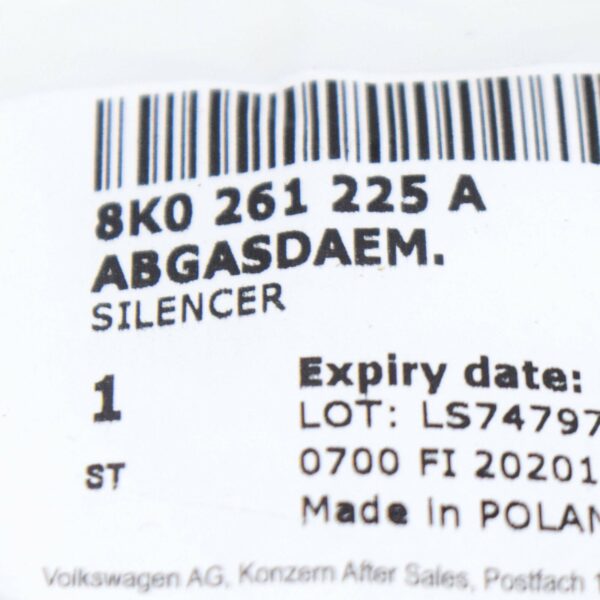 8K0 261 225 A
ABGASDAEM.
SILENCER
1
ST
Expiry date:
LOT: LS74797
0700 FI 20201
Made in POLAN
Volkswagen AG, Konzern After Sales, Postfach 1